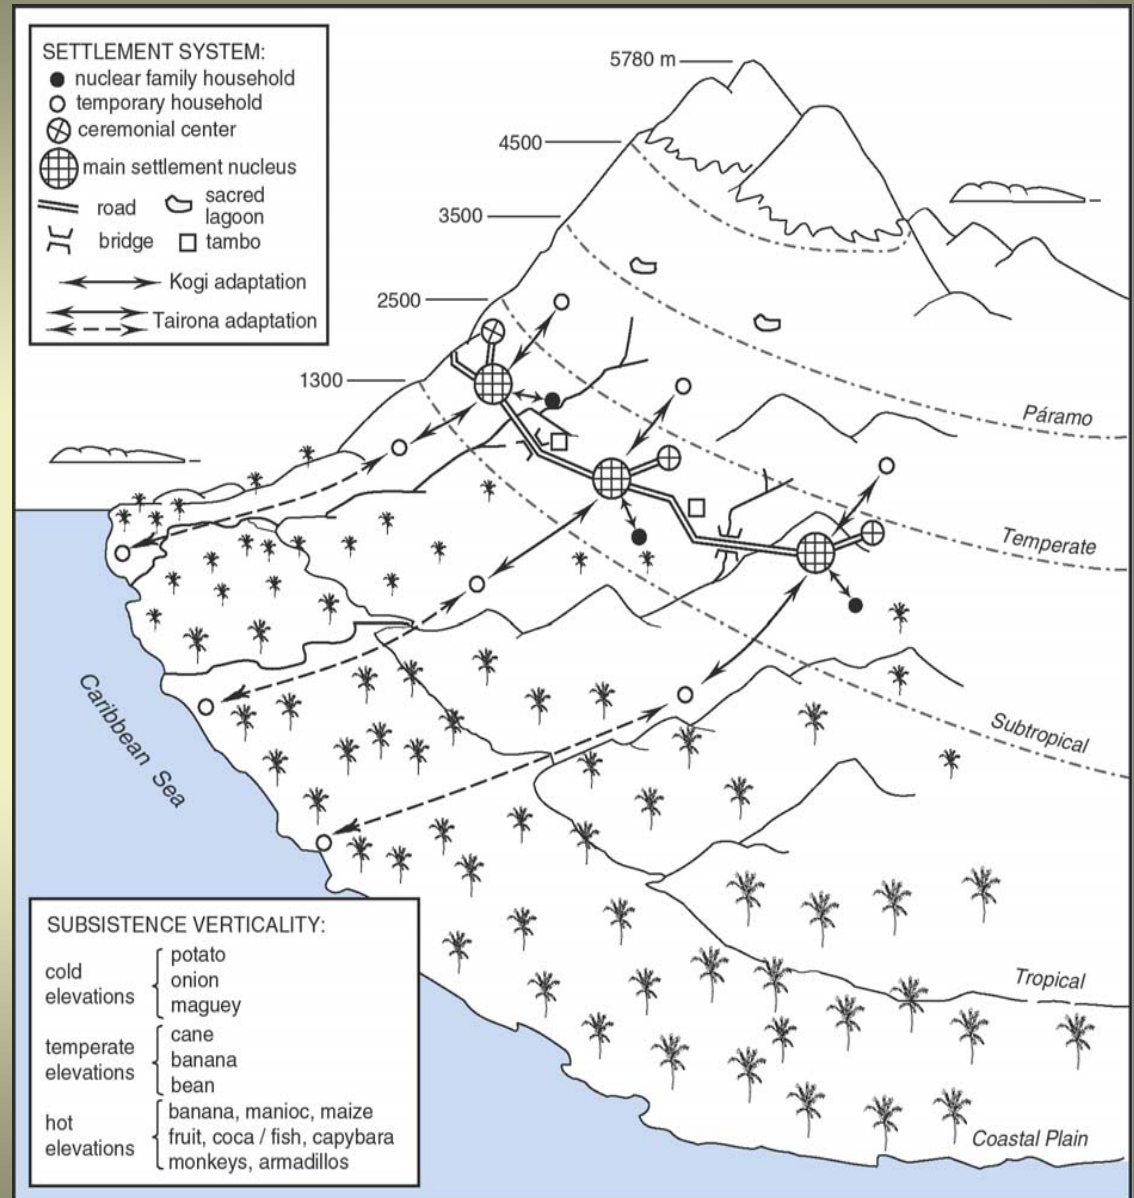 SETTLEMENT SYSTEM:
nuclear family household
temporary household
ceremonial center
main settlement nucleus
road
sacred
lagoon
bridge
tambo
Kogi adaptation
Tairona adaptation
5780 m
4500
3500
2500
1300
Páramo
Temperate
Subtropical
Tropical
Coastal Plain
Caribbean Sea
SUBSISTENCE VERTICALITY:
cold
elevations
potato
onion
maguey
temperate
elevations
cane
banana
bean
hot
elevations
banana, manioc, maize
fruit, coca / fish, capybara
monkeys, armadillos